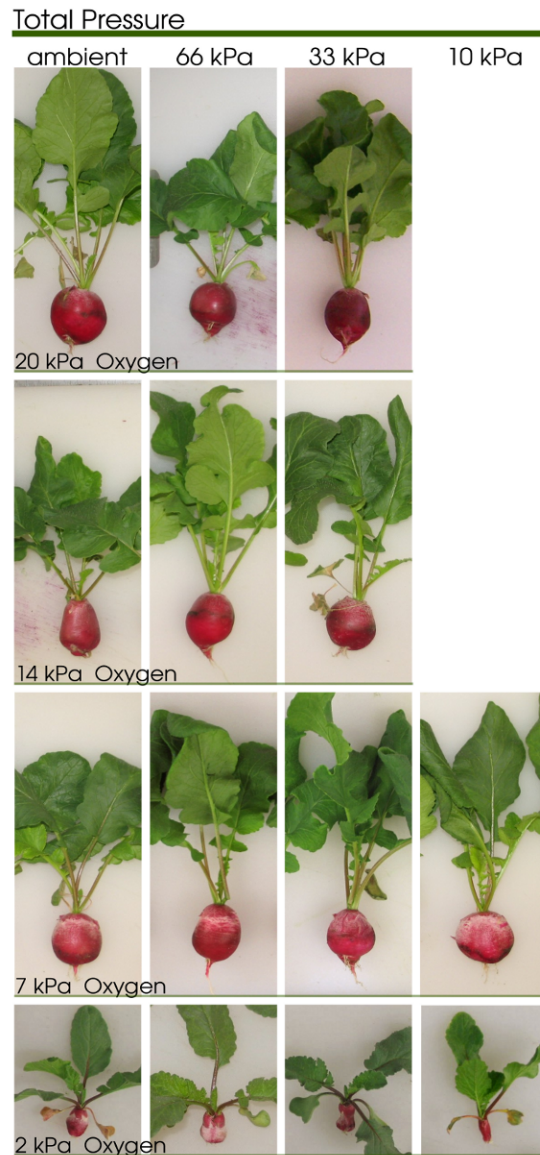 Total Pressure
ambient 66 kPa 33 kPa 10 kPa
20 kPa Oxygen
14 kPa Oxygen
7 kPa Oxygen
2 kPa Oxygen